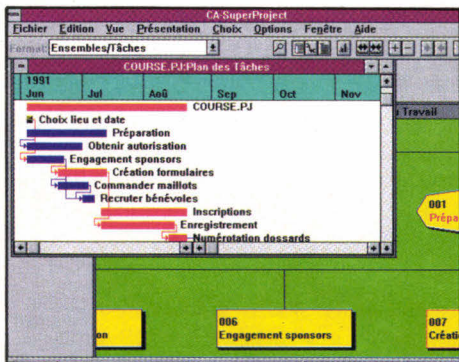 CA-SuperProject
Fichier Edition Vue Présentation Choix Options Fenêtre Aide
Format: Ensembles/Tâches
COURSE.PJ:Plan des Tâches
1991
Jun Jul Aoû Sep Oct Nov
COURSE.PJ
Choix lieu et date
Préparation
Obtenir autorisation
Engagement sponsors
Création formulaires
Commander maillots
Recruter bénévoles
Inscriptions
Enregistrement
Numérotation dossards
Travail
001
Prépa
006
Engagement sponsors
007
Créati
on